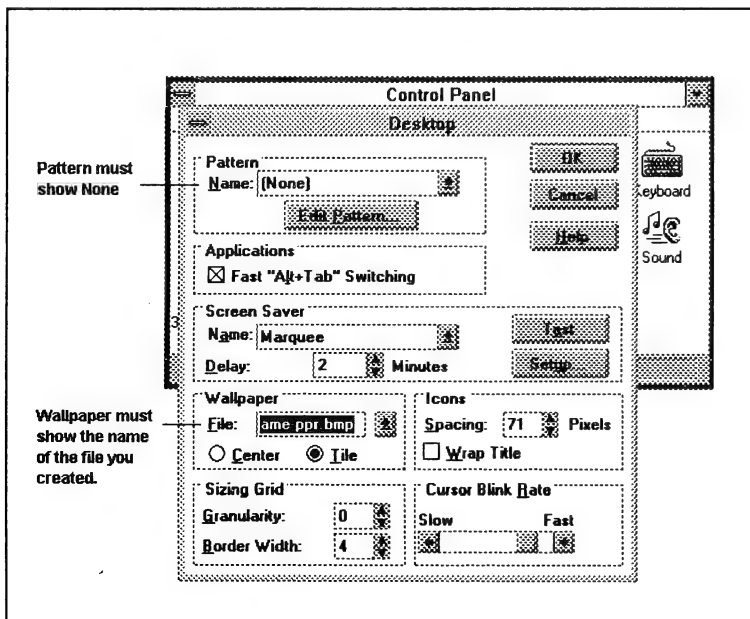 Control Panel
Desktop
Pattern must
show None
Pattern
Name: (None)
Edit Pattern...
OK
Cancel
Help
Keyboard
Sound
Applications
Fast "Alt+Tab" Switching
3
Screen Saver
Name: Marquee
Test
Delay: 2 Minutes
Setup
Wallpaper must
show the name
of the file you
created.
Wallpaper
File: ame-ppr.bmp
Center Tile
Icons
Spacing: 71 Pixels
Wrap Title
Sizing Grid
Granularity: 0
Border Width: 4
Cursor Blink Rate
Slow Fast